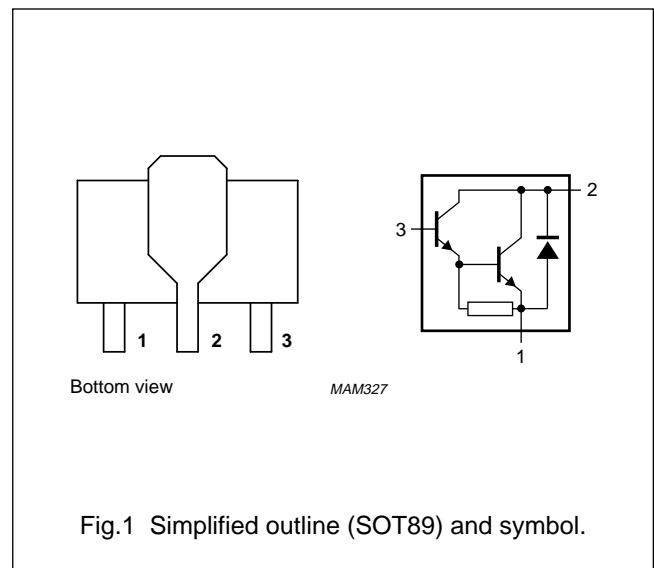 2
3
1
1 2 3
Bottom view
MAM327
Fig.1 Simplified outline (SOT89) and symbol.